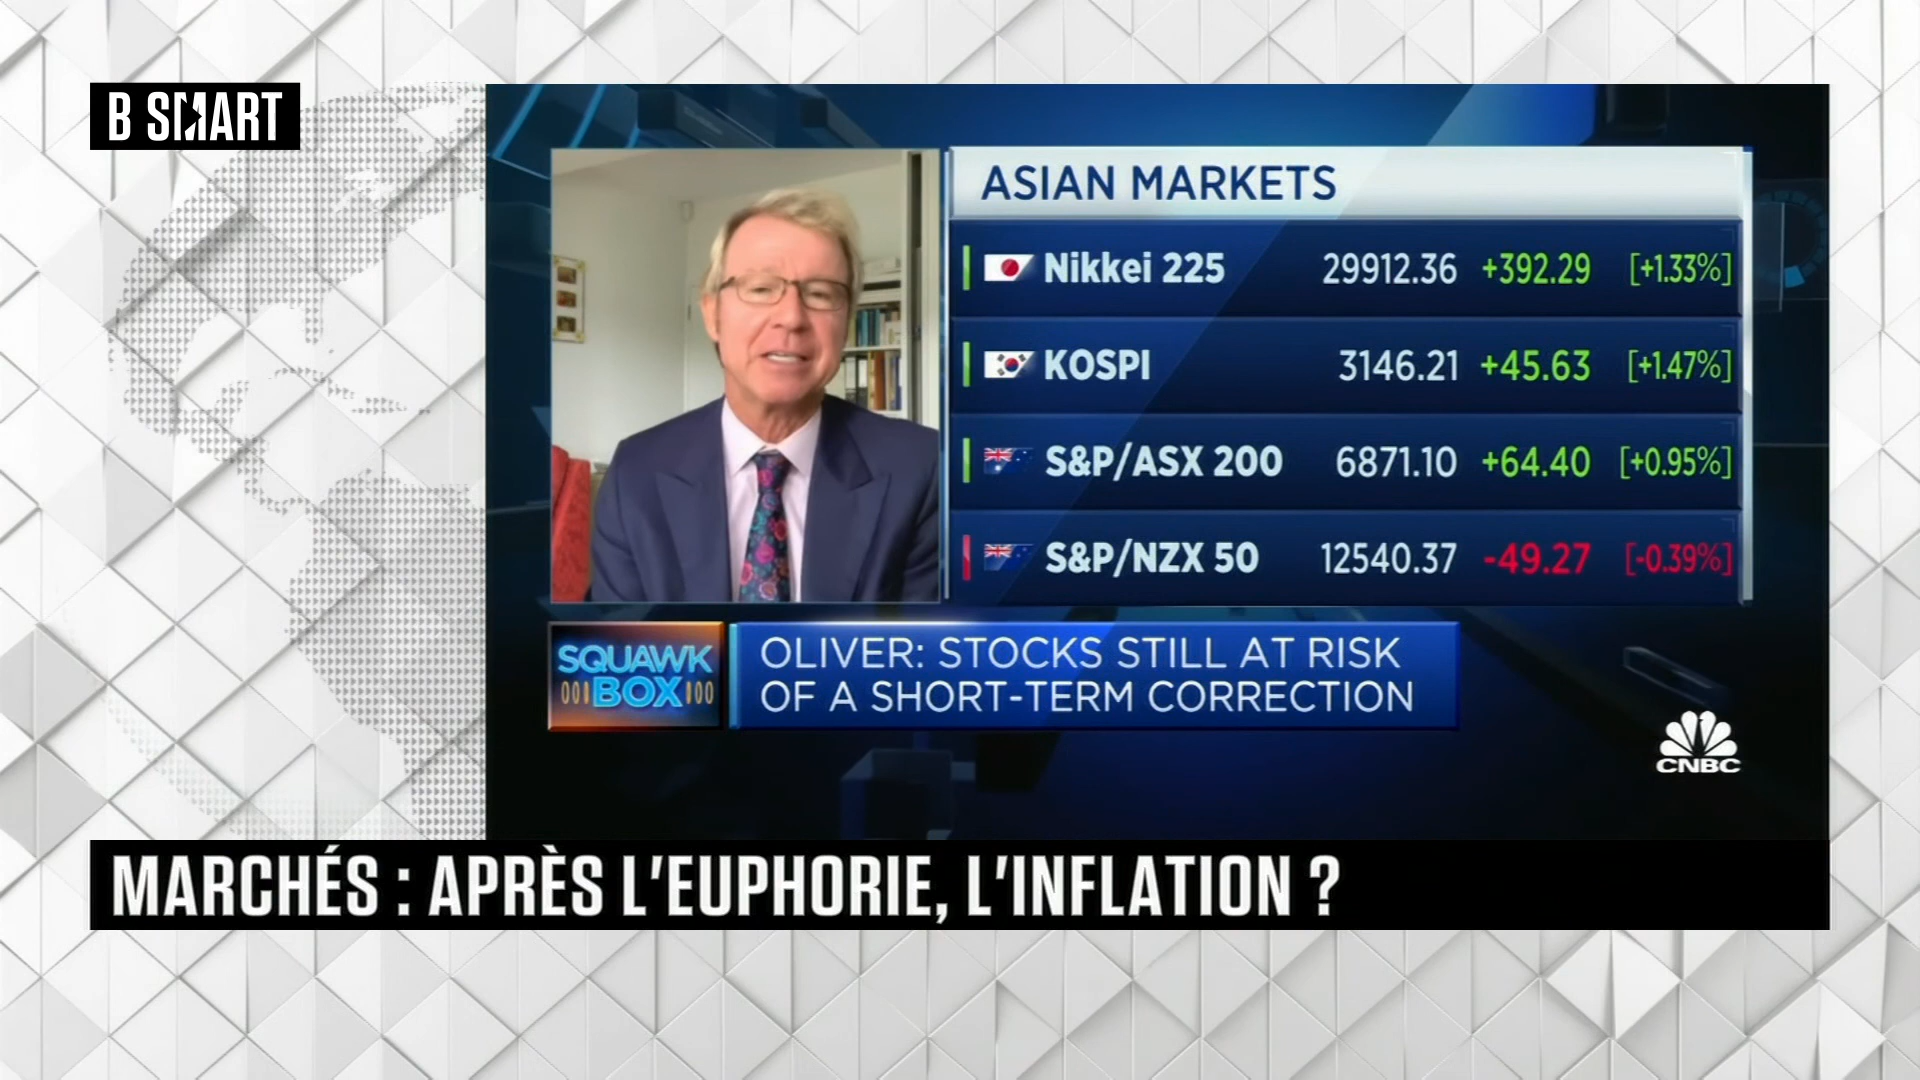 B SMART
ASIAN MARKETS
Nikkei 225 29912.36 +392.29 [+1.33%]
KOSPI 3146.21 +45.63 [+1.47%]
S&P/ASX 200 6871.10 +64.40 [+0.95%]
S&P/NZX 50 12540.37 -49.27 [-0.39%]
SQUAWK
BOX
OLIVER: STOCKS STILL AT RISK
OF A SHORT-TERM CORRECTION
CNBC
MARCHÉS : APRÈS L'EUPHORIE, L'INFLATION ?